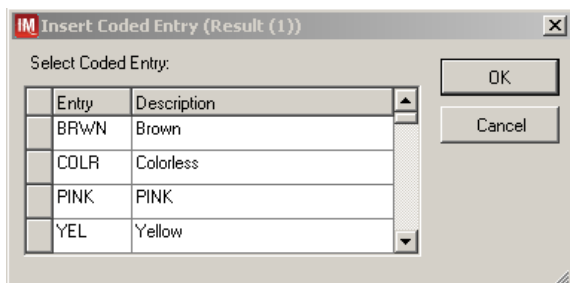 IM Insert Coded Entry (Result (1))
Select Coded Entry:
OK
Cancel
Entry Description
BRWN Brown
COLR Colorless
PINK PINK
YEL Yellow